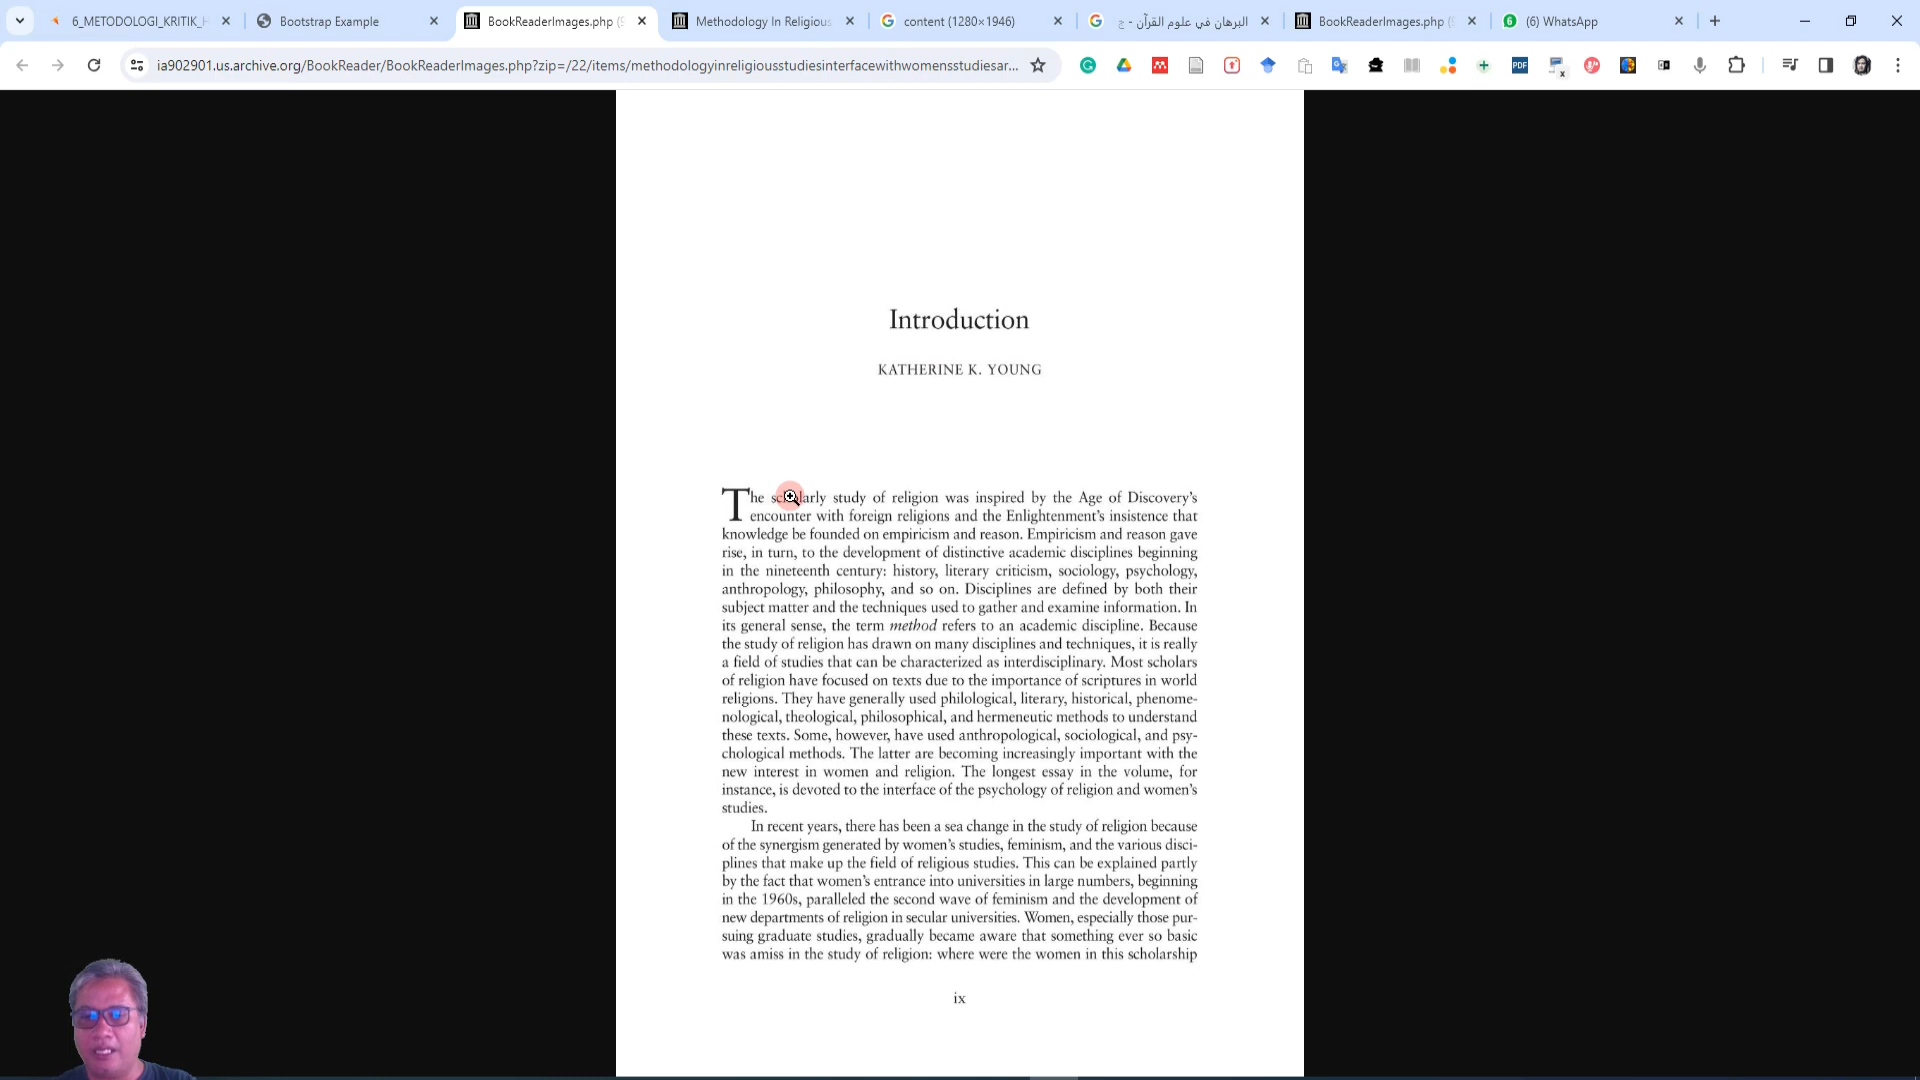 6_METODOLOGI_KRITIK_H
Bootstrap Example
BookReaderImages.php (9
Methodology In Religious
content (1280×1946)
البرهان في علوم القرآن - ج
BookReaderImages.php (
(6) WhatsApp
ia902901.us.archive.org/BookReader/BookReaderImages.php?zip=/22/items/methodologyinreligiousstudiesinterfacewithwomensstudiesar...
Introduction
KATHERINE K. YOUNG
The scholarly study of religion was inspired by the Age of Discovery's
encounter with foreign religions and the Enlightenment's insistence that
knowledge be founded on empiricism and reason. Empiricism and reason gave
rise, in turn, to the development of distinctive academic disciplines beginning
in the nineteenth century: history, literary criticism, sociology, psychology,
anthropology, philosophy, and so on. Disciplines are defined by both their
subject matter and the techniques used to gather and examine information. In
its general sense, the term method refers to an academic discipline. Because
the study of religion has drawn on many disciplines and techniques, it is really
a field of studies that can be characterized as interdisciplinary. Most scholars
of religion have focused on texts due to the importance of scriptures in world
religions. They have generally used philological, literary, historical, phenome-
nological, theological, philosophical, and hermeneutic methods to understand
these texts. Some, however, have used anthropological, sociological, and psy-
chological methods. The latter are becoming increasingly important with the
new interest in women and religion. The longest essay in the volume, for
instance, is devoted to the interface of the psychology of religion and women's
studies.
In recent years, there has been a sea change in the study of religion because
of the synergism generated by women's studies, feminism, and the various disci-
plines that make up the field of religious studies. This can be explained partly
by the fact that women's entrance into universities in large numbers, beginning
in the 1960s, paralleled the second wave of feminism and the development of
new departments of religion in secular universities. Women, especially those pur-
suing graduate studies, gradually became aware that something ever so basic
was amiss in the study of religion: where were the women in this scholarship
ix